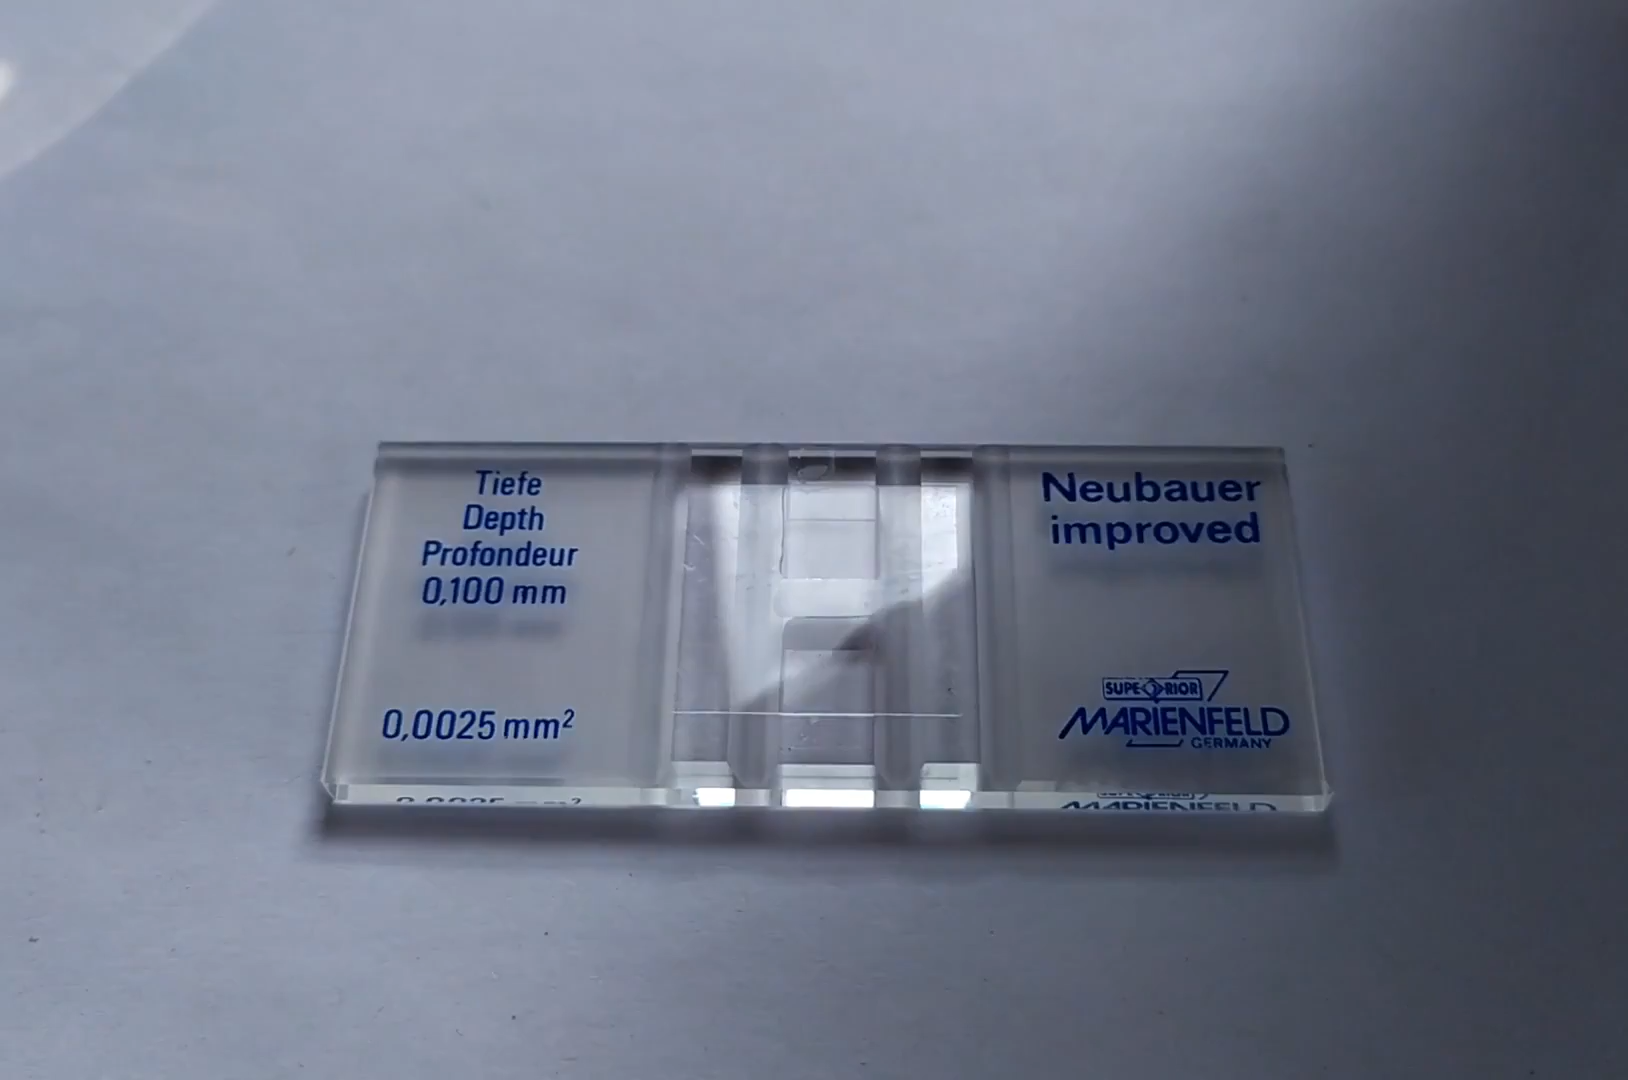 Tiefe
Depth
Profondeur
0,100 mm
0,0025 mm²
Neubauer
improved
SUPERIOR
MARIENFELD
GERMANY